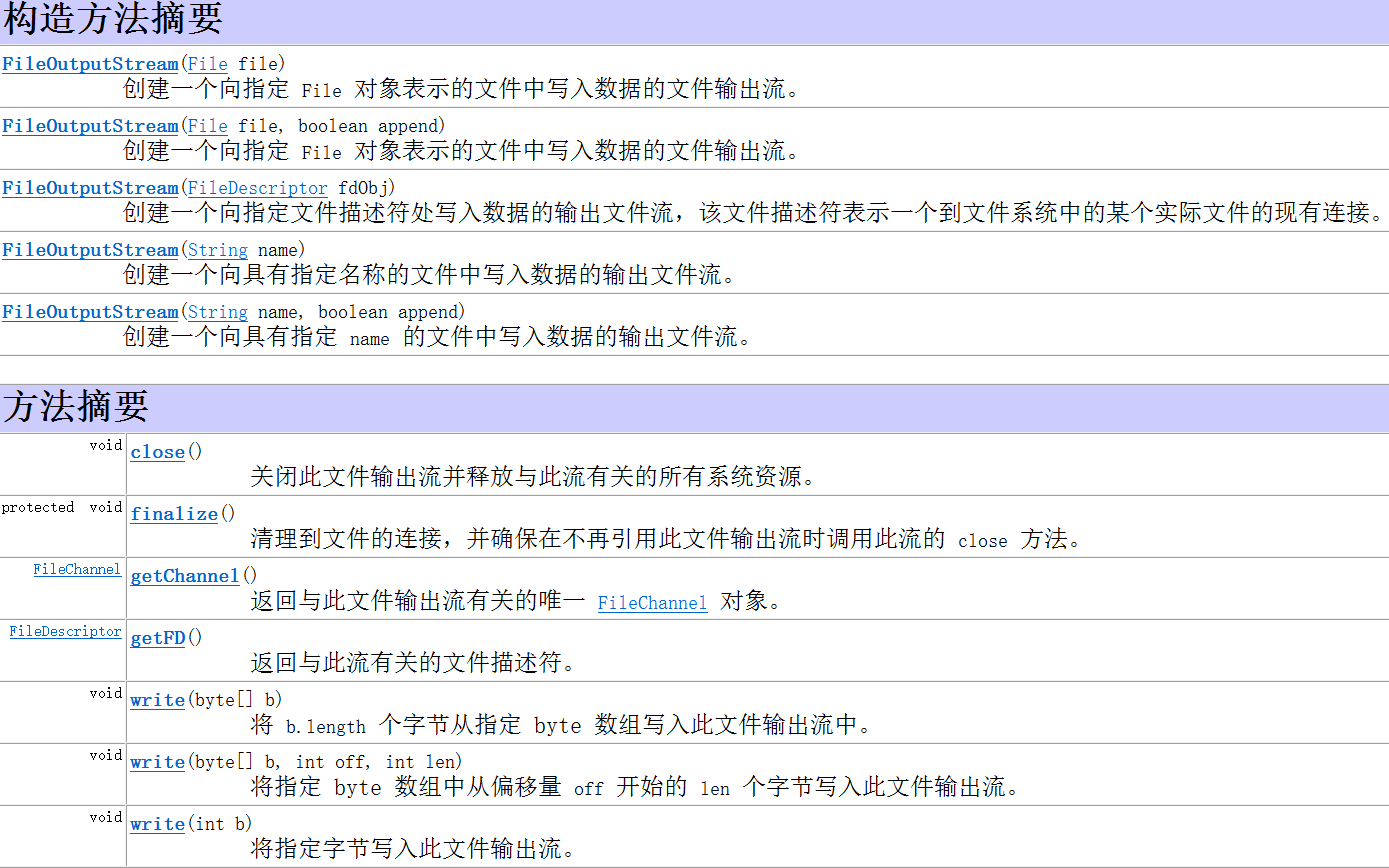 构造方法摘要
FileOutputStream(File file)
创建一个向指定 File 对象表示的文件中写入数据的文件输出流。
FileOutputStream(File file, boolean append)
创建一个向指定 File 对象表示的文件中写入数据的文件输出流。
FileOutputStream(FileDescriptor fdObj)
创建一个向指定文件描述符处写入数据的输出文件流，该文件描述符表示一个到文件系统中的某个实际文件的现有连接。
FileOutputStream(String name)
创建一个向具有指定名称的文件中写入数据的输出文件流。
FileOutputStream(String name, boolean append)
创建一个向具有指定 name 的文件中写入数据的输出文件流。
方法摘要
void close()
关闭此文件输出流并释放与此流有关的所有系统资源。
protected void finalize()
清理到文件的连接，并确保在不再引用此文件输出流时调用此流的 close 方法。
FileChannel getChannel()
返回与此文件输出流有关的唯一 FileChannel 对象。
FileDescriptor getFD()
返回与此流有关的文件描述符。
void write(byte[] b)
将 b.length 个字节从指定 byte 数组写入此文件输出流中。
void write(byte[] b, int off, int len)
将指定 byte 数组中从偏移量 off 开始的 len 个字节写入此文件输出流。
void write(int b)
将指定字节写入此文件输出流。